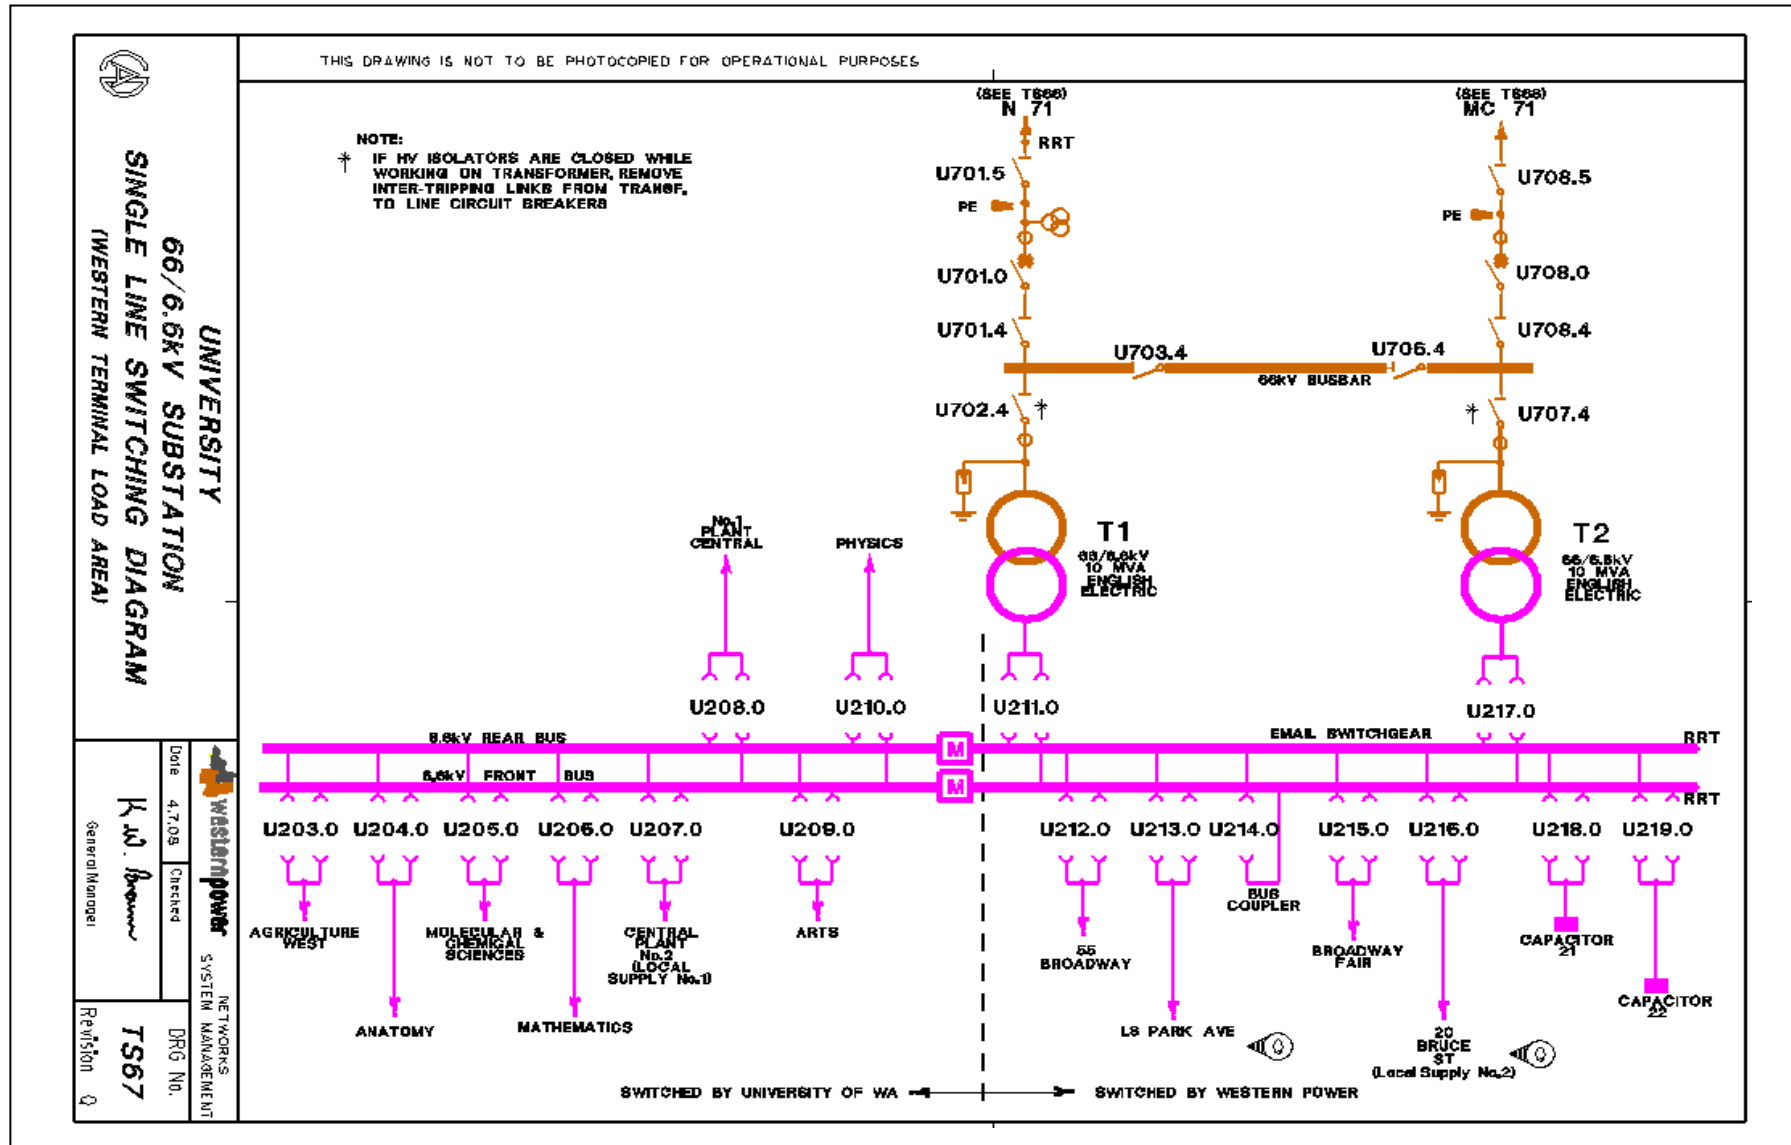 THIS DRAWING IS NOT TO BE PHOTOCOPIED FOR OPERATIONAL PURPOSES
UNIVERSITY
66/6.6kV SUBSTATION
SINGLE LINE SWITCHING DIAGRAM
(WESTERN TERMINAL LOAD AREA)
NOTE:
* IF HV ISOLATORS ARE CLOSED WHILE
WORKING ON TRANSFORMER, REMOVE
INTER-TRIPPING LINKS FROM TRANSF.
TO LINE CIRCUIT BREAKERS
(SEE TS66)
N 71
RRT
U701.5
PE
U701.0
U701.4
U702.4
*
(SEE TS68)
MC 71
U708.5
PE
U708.0
U708.4
U703.4
U706.4
66kV BUSBAR
*
U707.4
T1
66/6.6kV
10 MVA
ENGLISH
ELECTRIC
T2
66/6.6kV
10 MVA
ENGLISH
ELECTRIC
No.1
PLANT
CENTRAL
PHYSICS
U208.0
U210.0
U211.0
U217.0
6.6kV REAR BUS
M
EMAIL SWITCHGEAR
RRT
6.6kV FRONT BUS
M
RRT
U203.0
U204.0
U205.0
U206.0
U207.0
U209.0
U212.0
U213.0
U214.0
U215.0
U216.0
U218.0
U219.0
AGRICULTURE
WEST
ANATOMY
MOLECULAR &
CHEMICAL
SCIENCES
MATHEMATICS
CENTRAL
PLANT
No.2
(LOCAL
SUPPLY No.1)
ARTS
55
BROADWAY
LS PARK AVE
Q
BUS
COUPLER
BROADWAY
FAIR
20
BRUCE
ST
(Local Supply No.2)
Q
CAPACITOR
21
CAPACITOR
22
SWITCHED BY UNIVERSITY OF WA
SWITCHED BY WESTERN POWER
westernpower
NETWORKS
SYSTEM MANAGEMENT
Date 4.7.08
Checked
General Manager
DRG No.
TS67
Revision Q